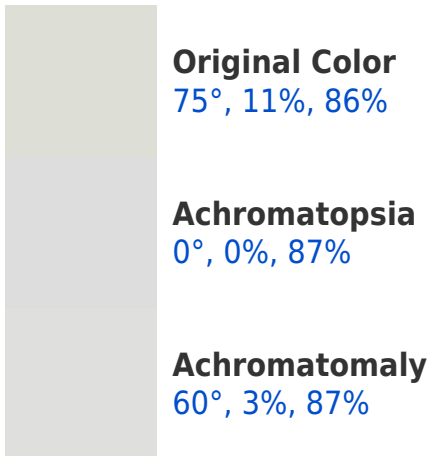 Original Color
75°, 11%, 86%
Achromatopsia
0°, 0%, 87%
Achromatomaly
60°, 3%, 87%